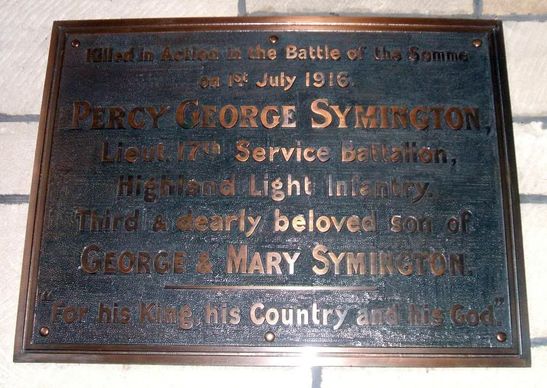 Killed in Action in the Battle of the Somme
on 1st July 1916.
PERCY GEORGE SYMINGTON,
Lieut. 17th Service Battalion,
Highland Light Infantry.
Third & dearly beloved son of
GEORGE & MARY SYMINGTON.
"For his King, his Country and his God."